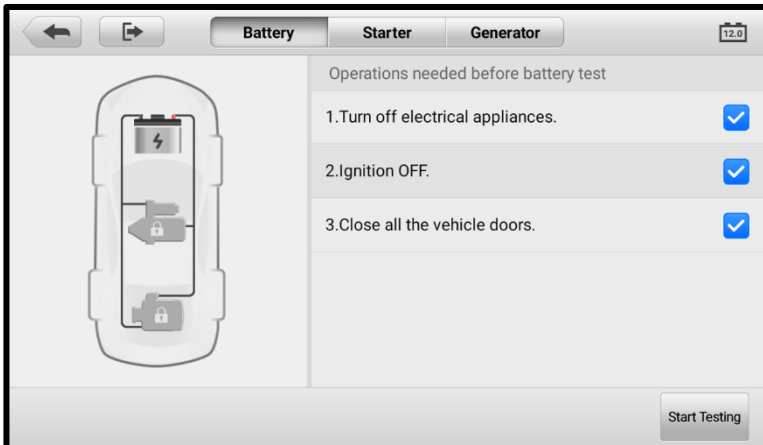 Battery
Starter
Generator
12.0
Operations needed before battery test
1.Turn off electrical appliances.
2.Ignition OFF.
3.Close all the vehicle doors.
Start Testing